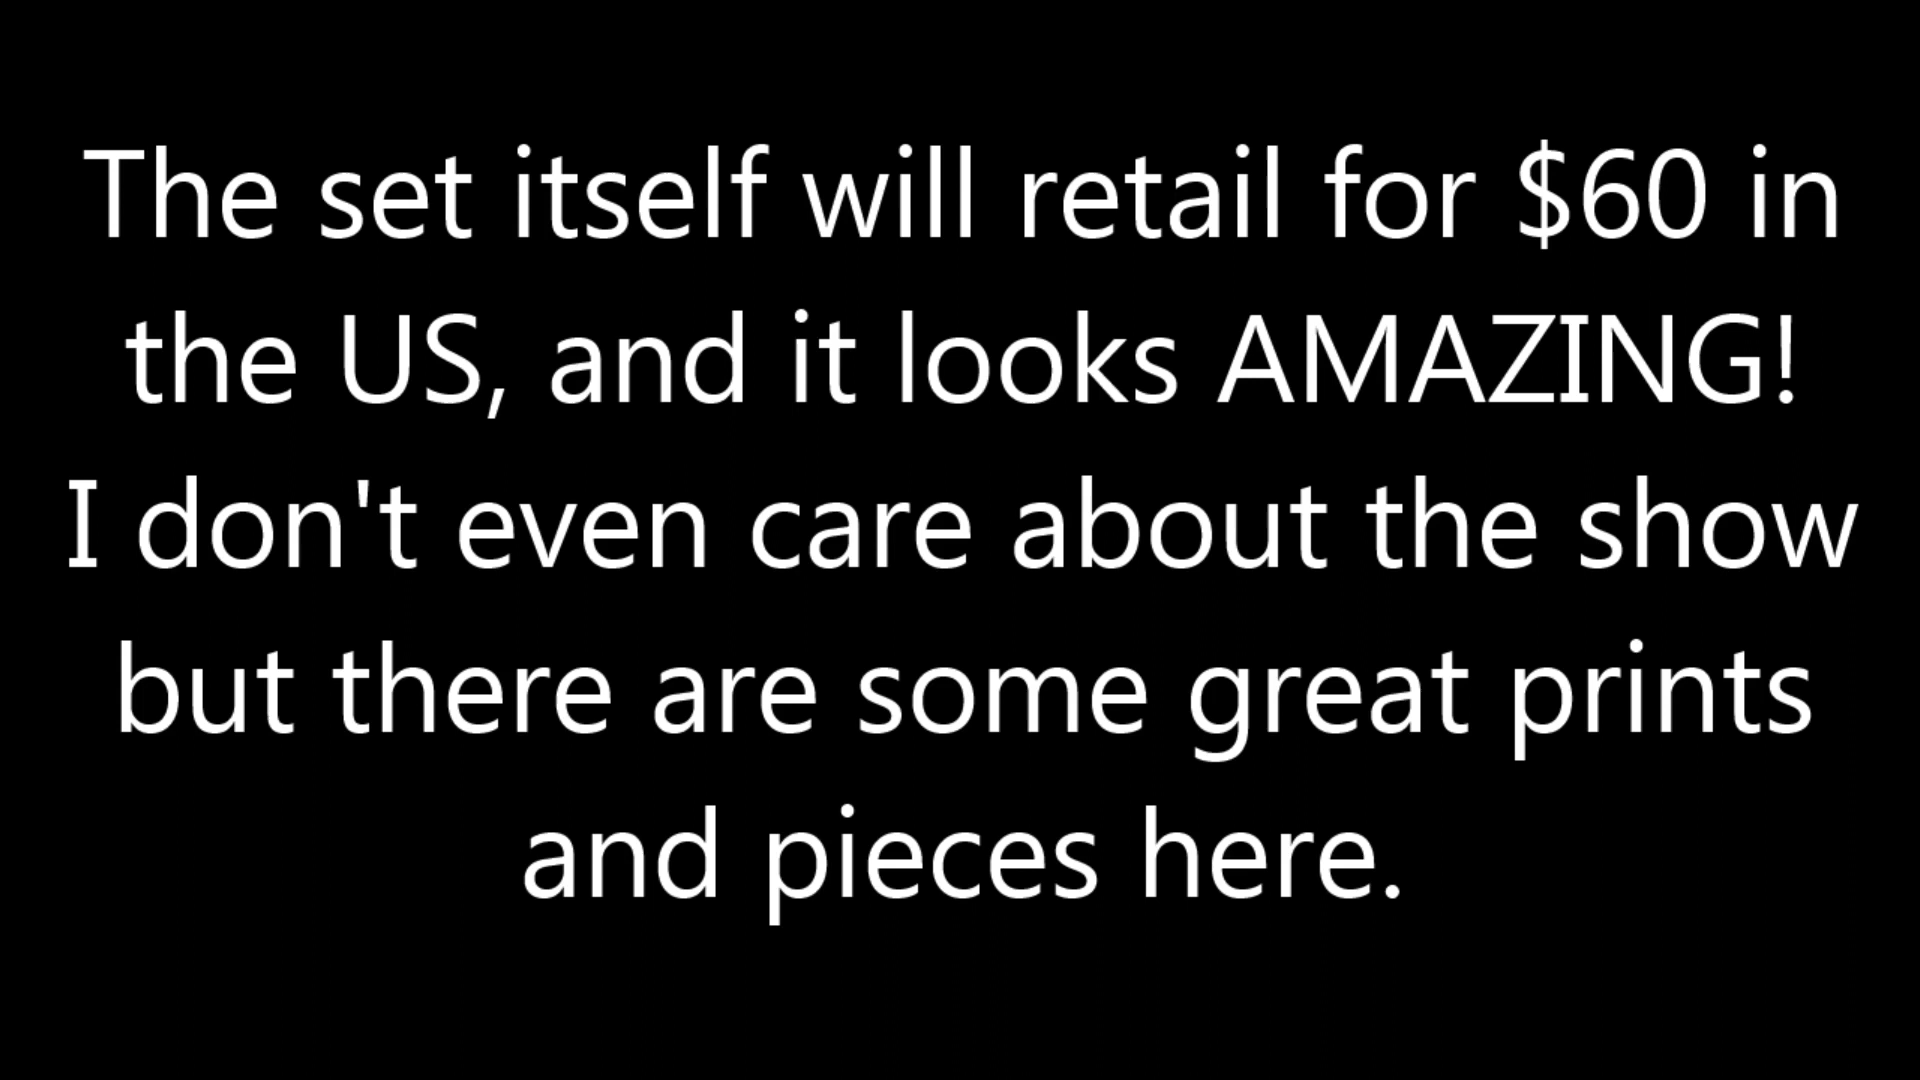 The set itself will retail for $60 in
the US, and it looks AMAZING!
I don't even care about the show
but there are some great prints
and pieces here.